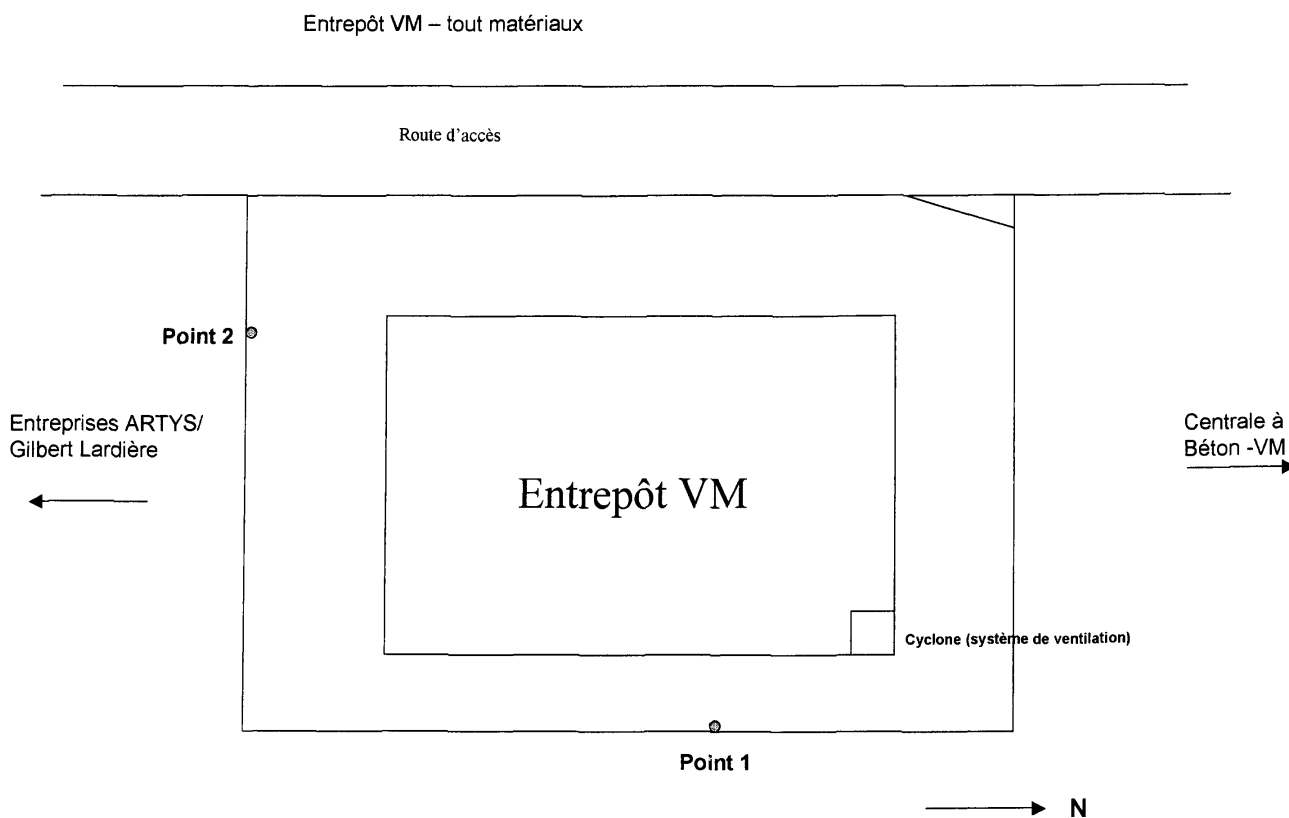 Entrepôt VM – tout matériaux
Route d'accès
Point 2
Entreprises ARTYS/
Gilbert Lardière
Centrale à
Béton -VM
Entrepôt VM
Cyclone (système de ventilation)
Point 1
N